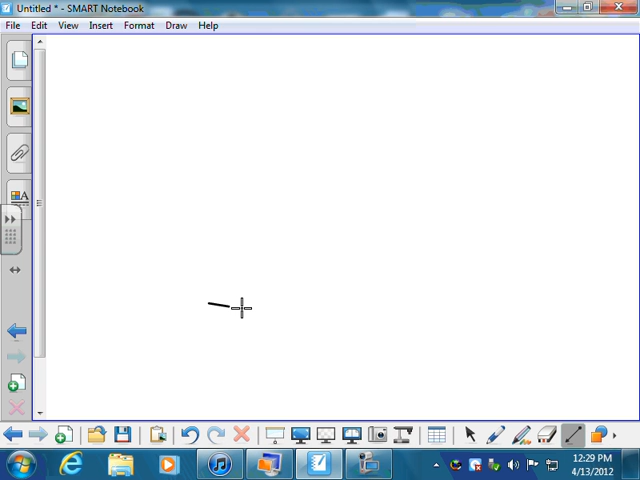 Untitled * - SMART Notebook
File Edit View Insert Format Draw Help
A
12:29 PM
4/13/2012